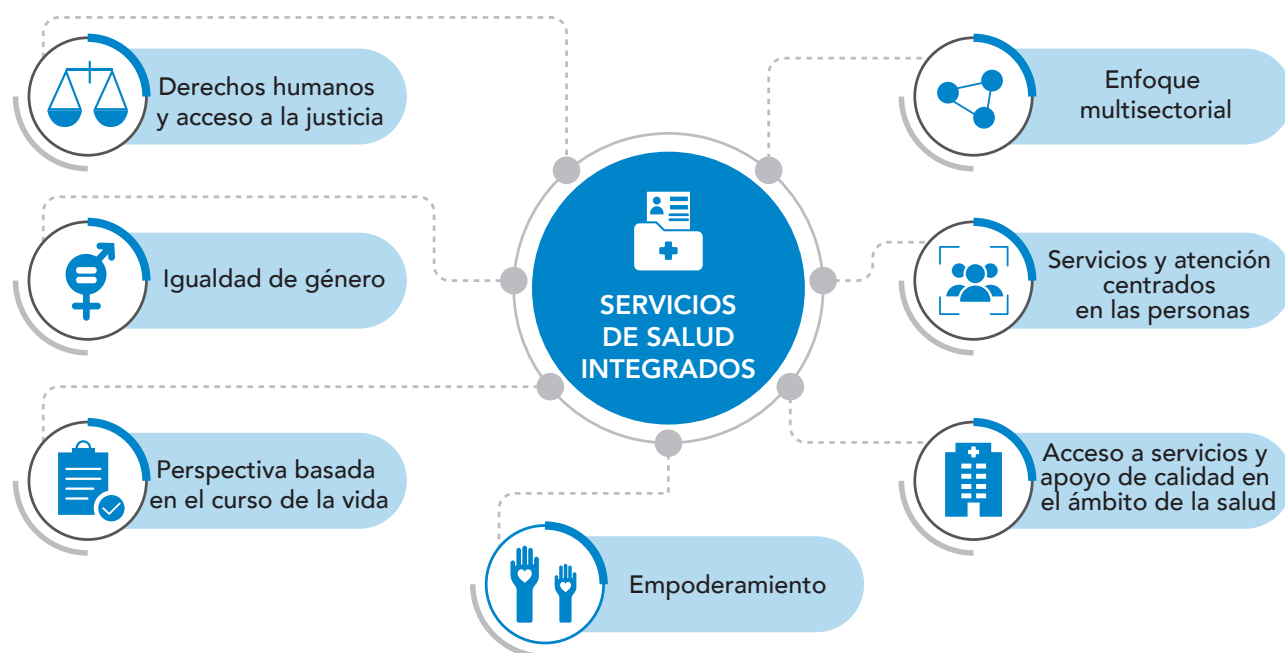 Derechos humanos
y acceso a la justicia
Enfoque
multisectorial
Igualdad de género
SERVICIOS
DE SALUD
INTEGRADOS
Servicios y atención
centrados
en las personas
Perspectiva basada
en el curso de la vida
Acceso a servicios y
apoyo de calidad en
el ámbito de la salud
Empoderamiento